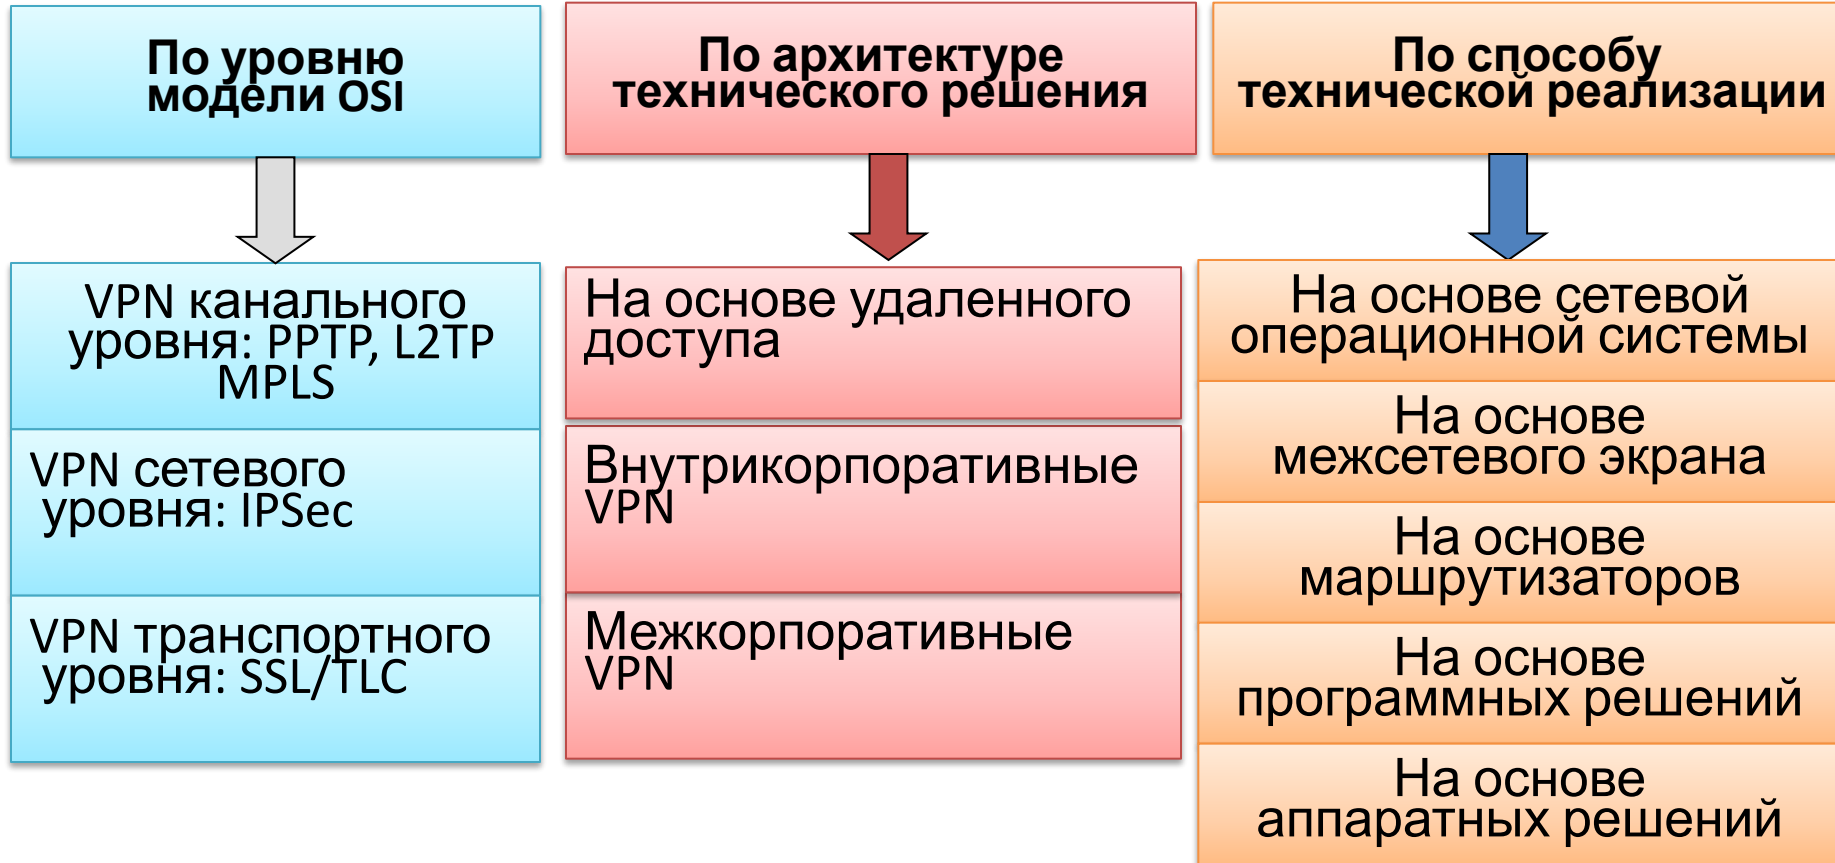 По уровню
модели OSI
По архитектуре
технического решения
По способу
технической реализации
VPN канального
уровня: PPTP, L2TP
MPLS
VPN сетевого
уровня: IPSec
VPN транспортного
уровня: SSL/TLC
На основе удаленного
доступа
Внутрикорпоративные
VPN
Межкорпоративные
VPN
На основе сетевой
операционной системы
На основе
межсетевого экрана
На основе
маршрутизаторов
На основе
программных решений
На основе
аппаратных решений